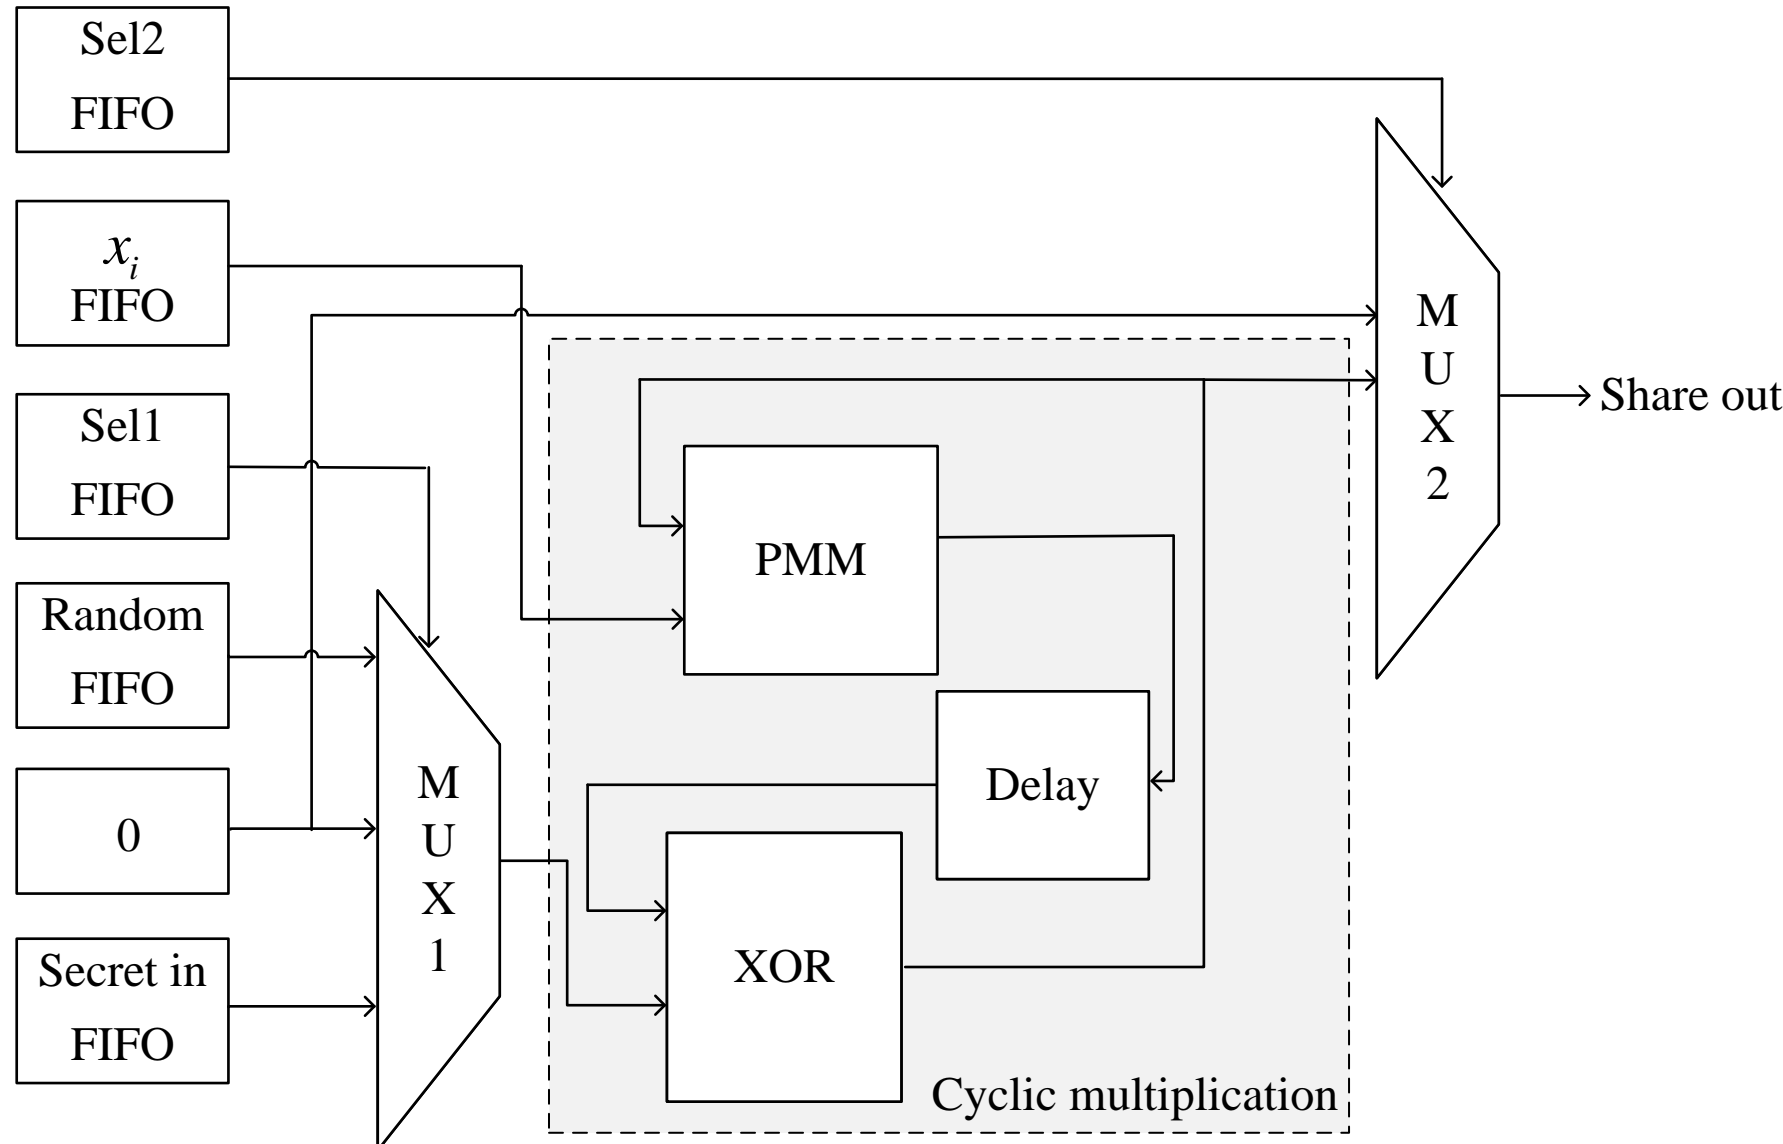 Sel2
FIFO
x_i
FIFO
Sel1
FIFO
Random
FIFO
0
Secret in
FIFO
M
U
X
1
PMM
Delay
XOR
Cyclic multiplication
M
U
X
2
Share out